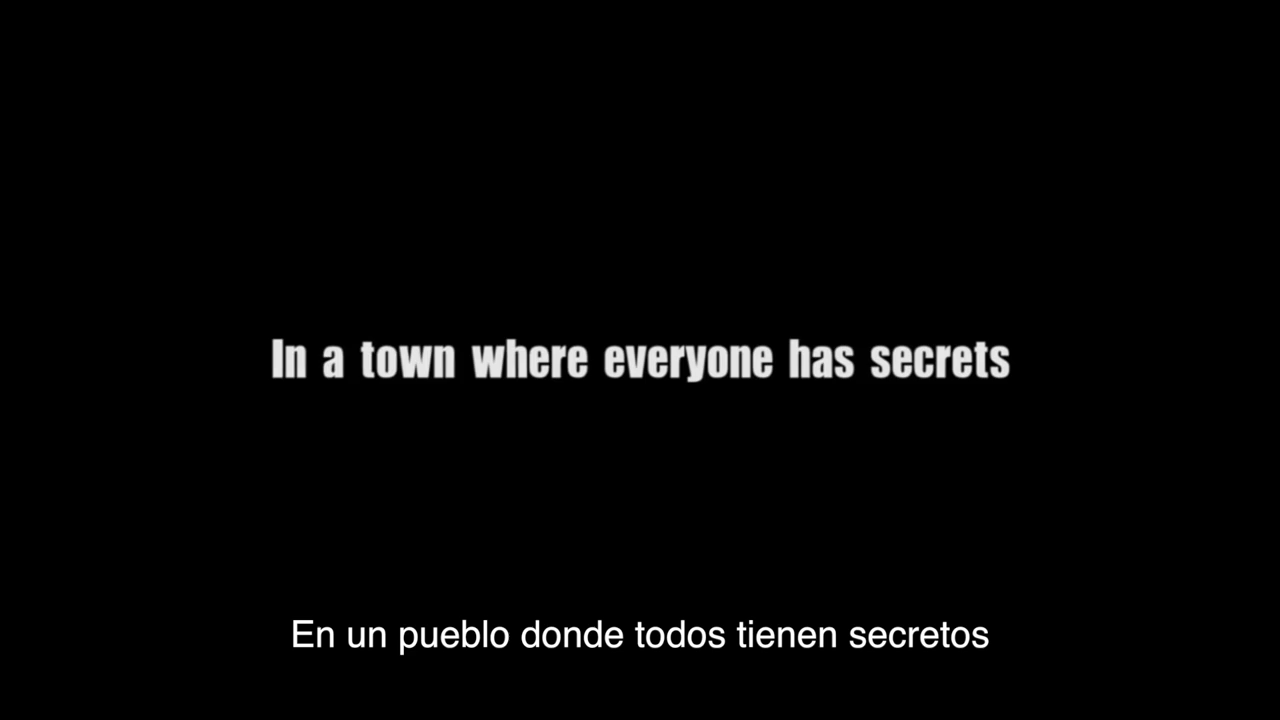 In a town where everyone has secrets
En un pueblo donde todos tienen secretos